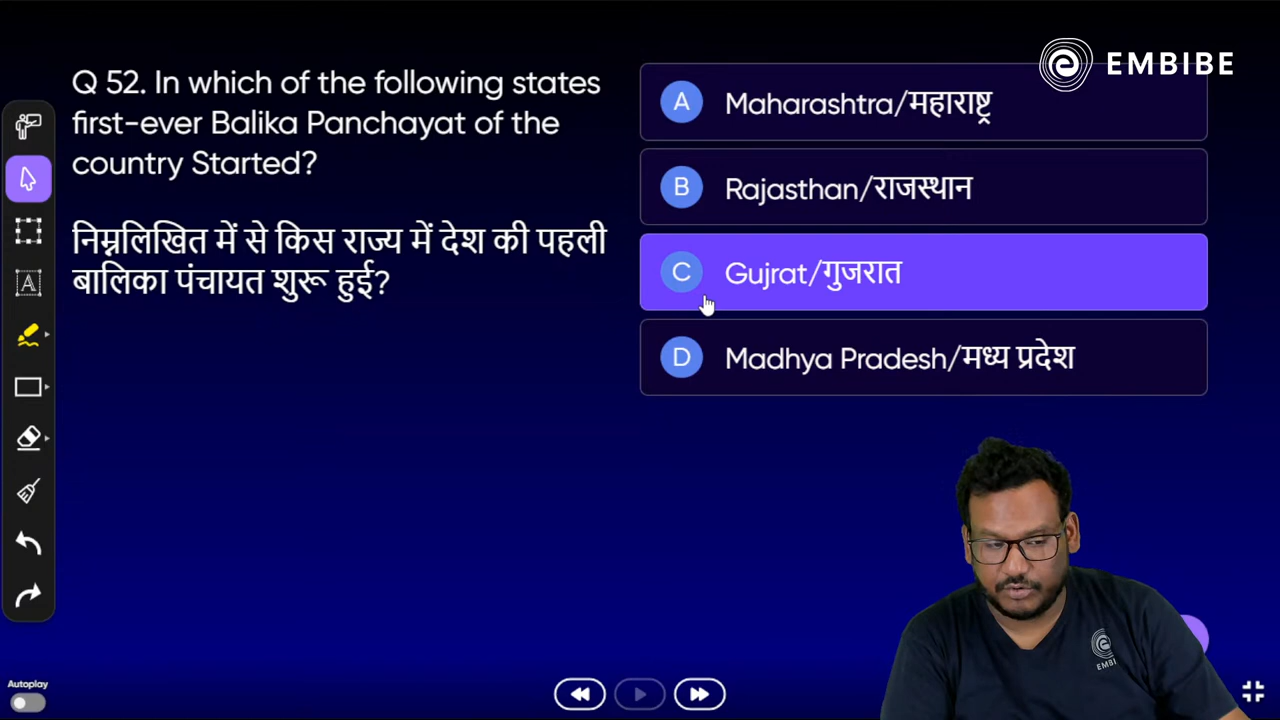 EMBIBE
Q 52. In which of the following states
first-ever Balika Panchayat of the
country Started?
निम्नलिखित में से किस राज्य में देश की पहली
बालिका पंचायत शुरू हुई?
A Maharashtra/महाराष्ट्र
B Rajasthan/राजस्थान
C Gujrat/गुजरात
D Madhya Pradesh/मध्य प्रदेश
A
EMBI
Autoplay